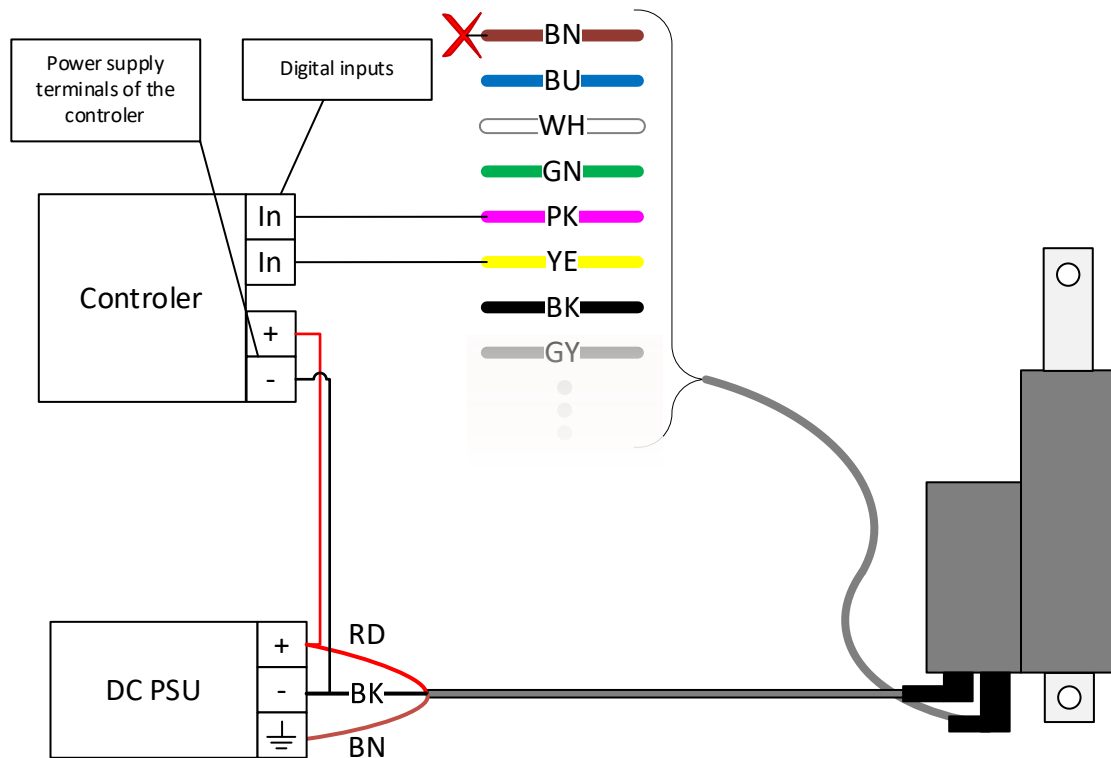 Power supply
terminals of the
controler
Digital inputs
BN
BU
WH
GN
PK
YE
BK
GY
In
In
Controler
+
-
RD
+
DC PSU
-
BK
BN